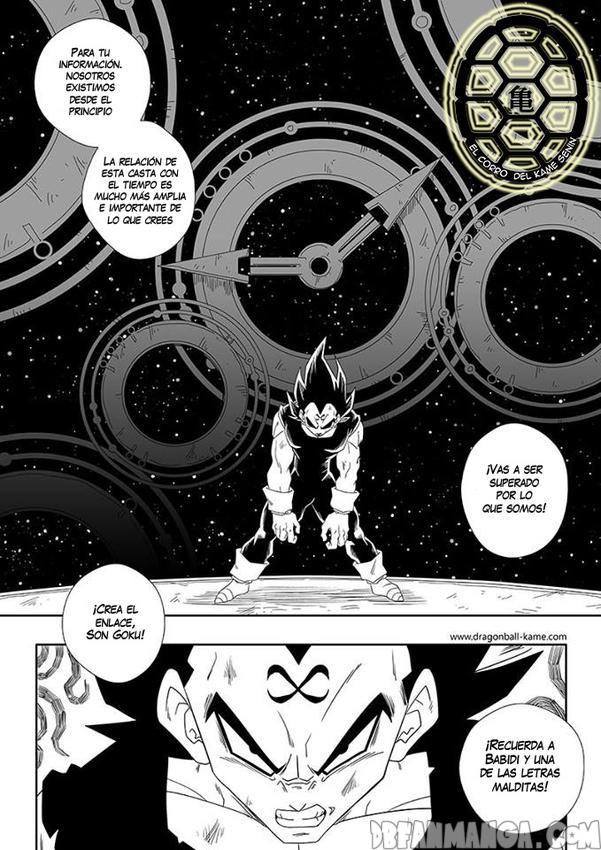 PARA TU
INFORMACIÓN.
NOSOTROS
EXISTIMOS
DESDE EL
PRINCIPIO
亀
EL CORRO DEL KAME SENIN
LA RELACIÓN DE
ESTA CASTA CON
EL TIEMPO ES
MUCHO MÁS AMPLIA
E IMPORTANTE DE
LO QUE CREES
¡VAS A SER
SUPERADO
POR LO
QUE SOMOS!
¡CREA EL
ENLACE,
SON GOKU!
www.dragonball-kame.com
¡RECUERDA A
BABIDI Y UNA
DE LAS LETRAS
MALDITAS!
DBFANMANGA.COM